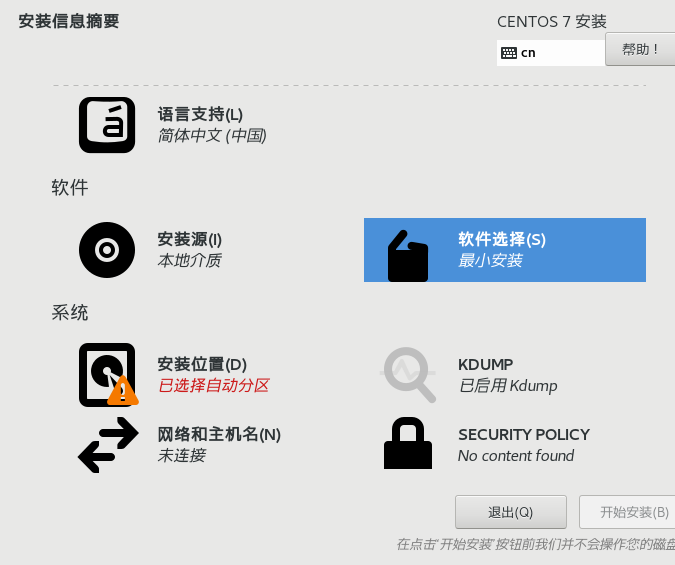 安装信息摘要
CENTOS 7 安装
cn
帮助！
语言支持(L)
简体中文 (中国)
软件
安装源(I)
本地介质
软件选择(S)
最小安装
系统
安装位置(D)
已选择自动分区
KDUMP
已启用 Kdump
网络和主机名(N)
未连接
SECURITY POLICY
No content found
退出(Q)
开始安装(B)
在点击“开始安装”按钮前我们并不会操作您的磁盘